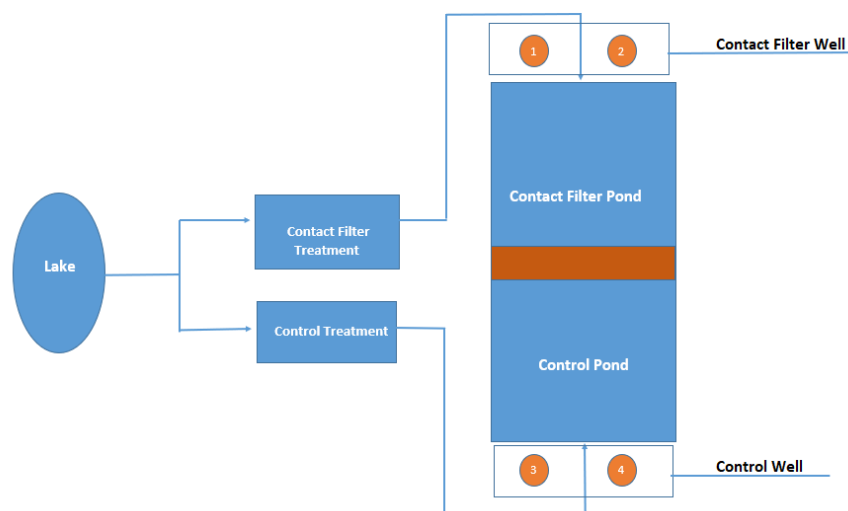 1
2
Contact Filter Well
Contact Filter Pond
Contact Filter
Treatment
Lake
Control Treatment
Control Pond
3
4
Control Well